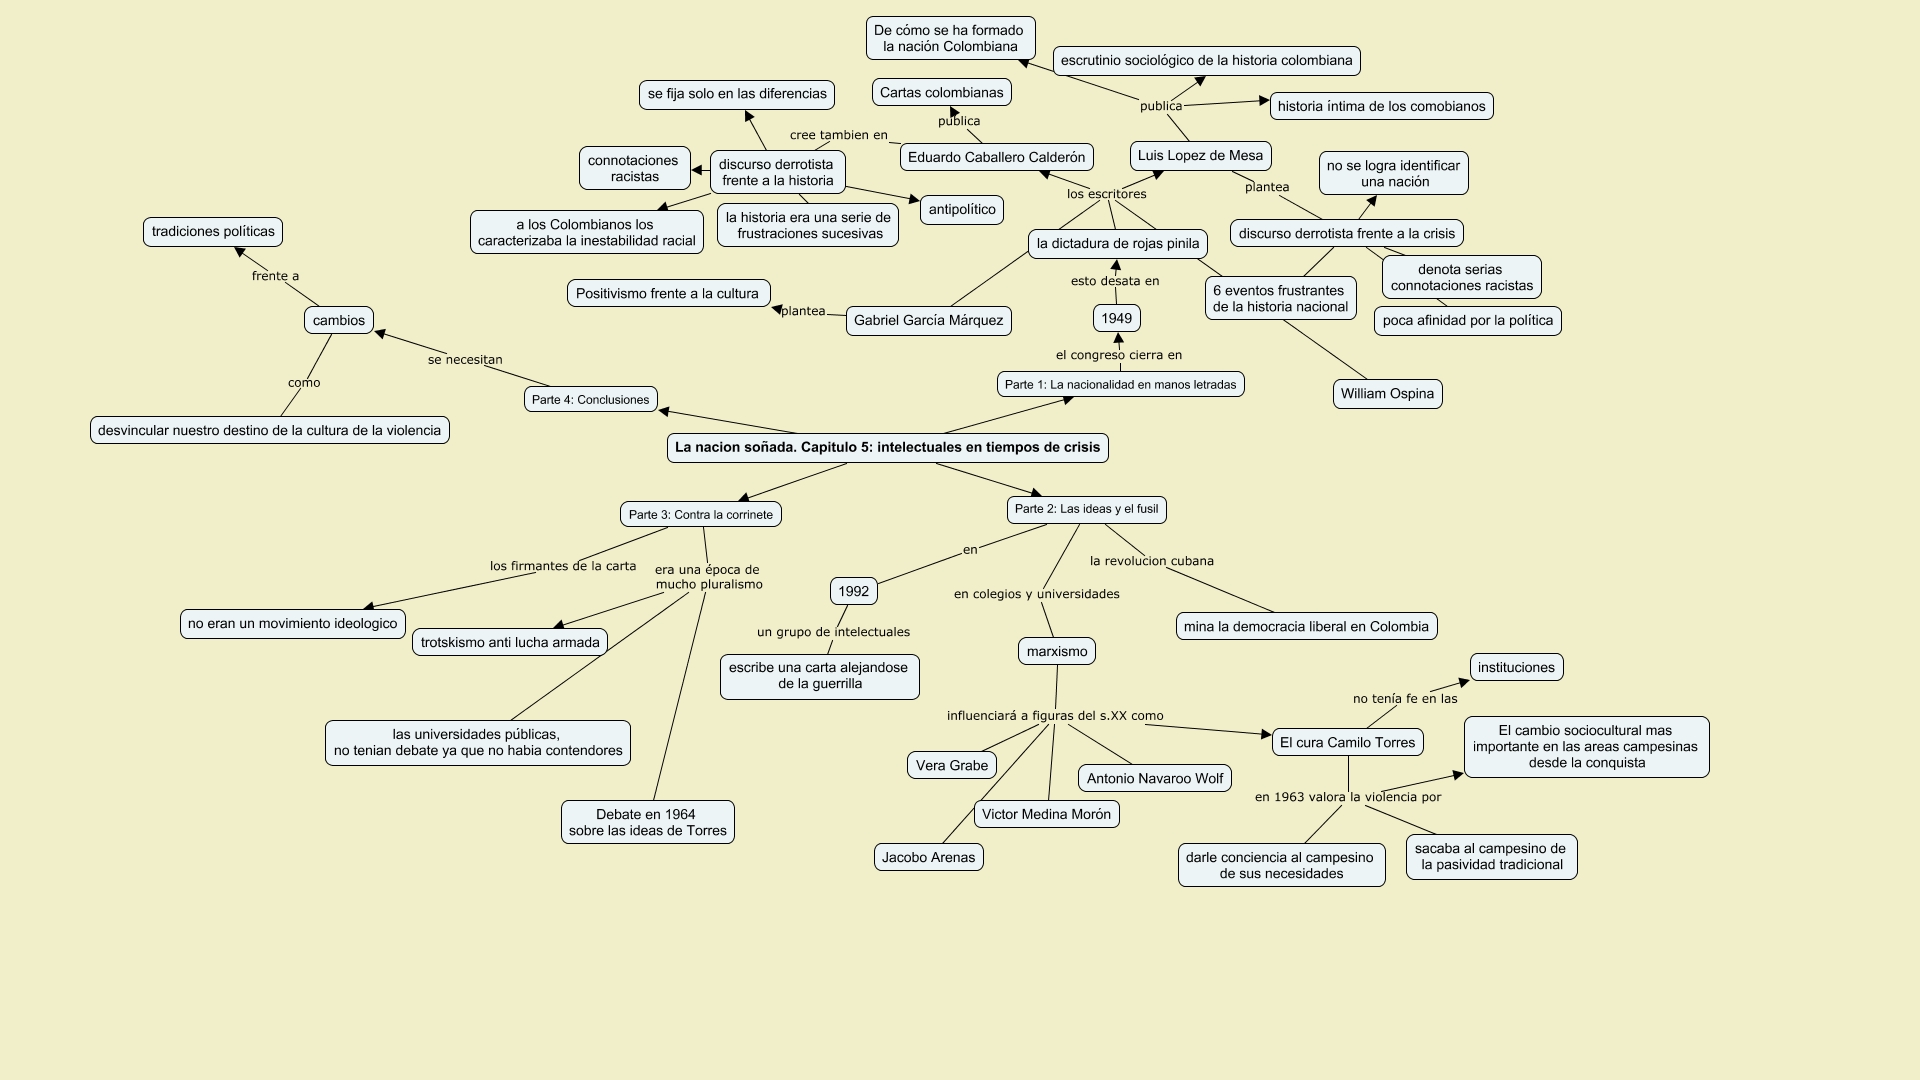 De cómo se ha formado
la nación Colombiana
escrutinio sociológico de la historia colombiana
se fija solo en las diferencias
Cartas colombianas
publica
historia íntima de los comobianos
publica
cree tambien en
connotaciones
racistas
discurso derrotista
frente a la historia
Eduardo Caballero Calderón
Luis Lopez de Mesa
no se logra identificar
una nación
plantea
los escritores
antipolítico
a los Colombianos los
caracterizaba la inestabilidad racial
la historia era una serie de
frustraciones sucesivas
tradiciones políticas
la dictadura de rojas pinila
discurso derrotista frente a la crisis
frente a
esto desata en
denota serias
connotaciones racistas
Positivismo frente a la cultura
6 eventos frustrantes
de la historia nacional
plantea
cambios
Gabriel García Márquez
1949
poca afinidad por la política
se necesitan
el congreso cierra en
como
Parte 1: La nacionalidad en manos letradas
William Ospina
Parte 4: Conclusiones
desvincular nuestro destino de la cultura de la violencia
La nacion soñada. Capitulo 5: intelectuales en tiempos de crisis
Parte 3: Contra la corrinete
Parte 2: Las ideas y el fusil
en
los firmantes de la carta
era una época de
mucho pluralismo
la revolucion cubana
1992
en colegios y universidades
no eran un movimiento ideologico
trotskismo anti lucha armada
un grupo de intelectuales
mina la democracia liberal en Colombia
escribe una carta alejandose
de la guerrilla
marxismo
instituciones
no tenía fe en las
influenciará a figuras del s.XX como
las universidades públicas,
no tenian debate ya que no habia contendores
El cura Camilo Torres
El cambio sociocultural mas
importante en las areas campesinas
desde la conquista
Vera Grabe
Antonio Navaroo Wolf
en 1963 valora la violencia por
Debate en 1964
sobre las ideas de Torres
Victor Medina Morón
Jacobo Arenas
darle conciencia al campesino
de sus necesidades
sacaba al campesino de
la pasividad tradicional